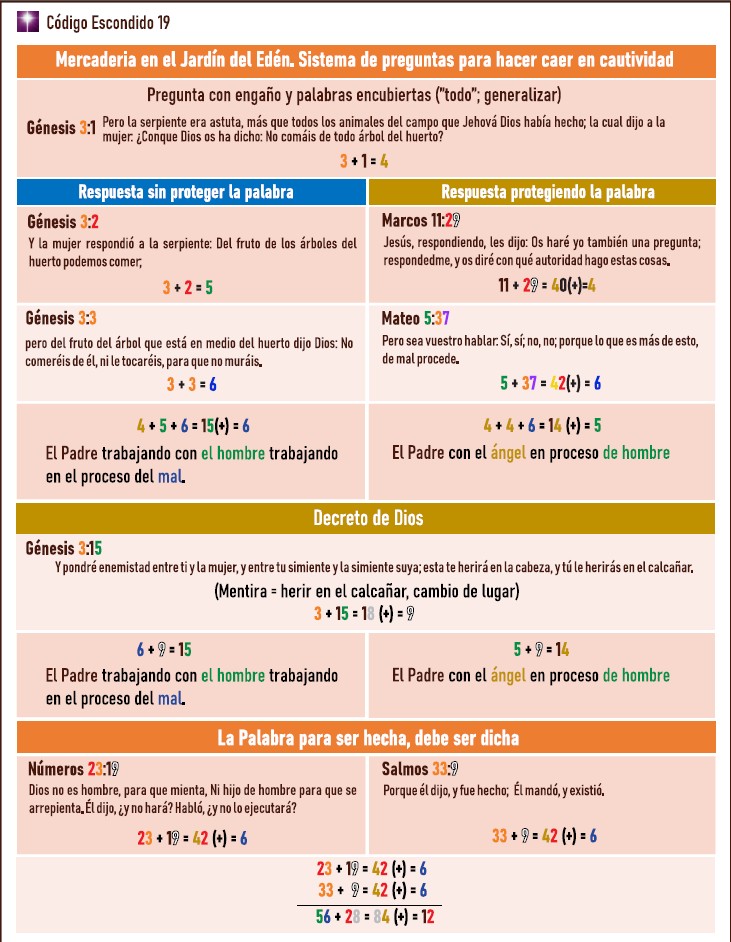 Código Escondido 19
Mercaderia en el Jardín del Edén. Sistema de preguntas para hacer caer en cautividad
Pregunta con engaño y palabras encubiertas ("todo"; generalizar)
Génesis 3:1 Pero la serpiente era astuta, más que todos los animales del campo que Jehová Dios había hecho; la cual dijo a la
mujer: ¿Conque Dios os ha dicho: No comáis de todo árbol del huerto?
3 + 1 = 4
Respuesta sin proteger la palabra
Génesis 3:2
Y la mujer respondió a la serpiente: Del fruto de los árboles del
huerto podemos comer;
3 + 2 = 5
Génesis 3:3
pero del fruto del árbol que está en medio del huerto dijo Dios: No
comeréis de él, ni le tocaréis, para que no muráis.
3 + 3 = 6
4 + 5 + 6 = 15(+) = 6
El Padre trabajando con el hombre trabajando
en el proceso del mal.
Respuesta protegiendo la palabra
Marcos 11:29
Jesús, respondiendo, les dijo: Os haré yo también una pregunta;
respondedme, y os diré con qué autoridad hago estas cosas.
11 + 29 = 40(+)=4
Mateo 5:37
Pero sea vuestro hablar: Sí, sí; no, no; porque lo que es más de esto,
de mal procede.
5 + 37 = 42(+) = 6
4 + 4 + 6 = 14 (+) = 5
El Padre con el ángel en proceso de hombre
Decreto de Dios
Génesis 3:15
Y pondré enemistad entre ti y la mujer, y entre tu simiente y la simiente suya; esta te herirá en la cabeza, y tú le herirás en el calcañar.
(Mentira = herir en el calcañar, cambio de lugar)
3 + 15 = 18 (+) = 9
6 + 9 = 15
El Padre trabajando con el hombre trabajando
en el proceso del mal.
5 + 9 = 14
El Padre con el ángel en proceso de hombre
La Palabra para ser hecha, debe ser dicha
Números 23:19
Dios no es hombre, para que mienta, Ni hijo de hombre para que se
arrepienta. Él dijo, ¿y no hará? Habló, ¿y no lo ejecutará?
23 + 19 = 42 (+) = 6
Salmos 33:9
Porque él dijo, y fue hecho; Él mandó, y existió.
33 + 9 = 42 (+) = 6
23 + 19 = 42 (+) = 6
33 + 9 = 42 (+) = 6
56 + 28 = 84 (+) = 12